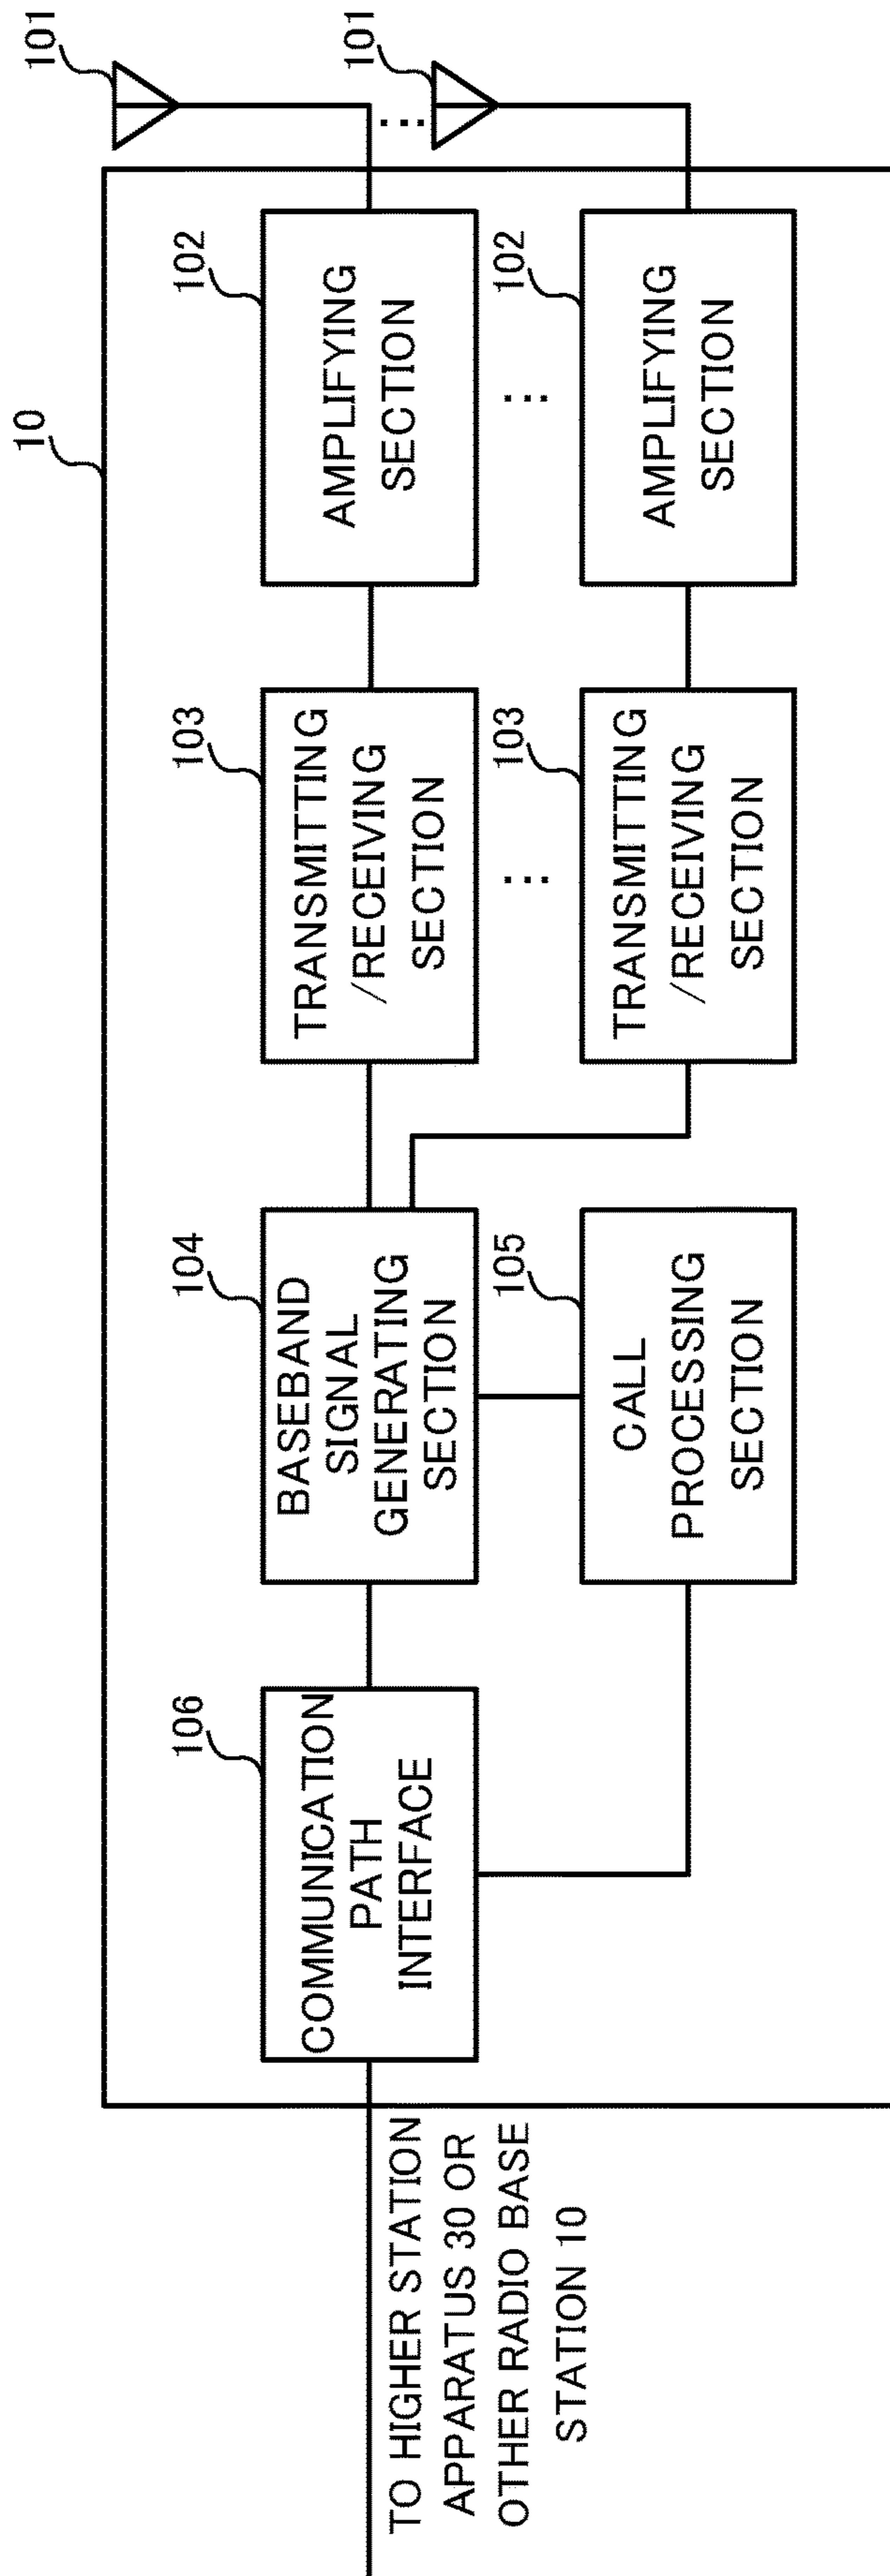 10
101
101
102
AMPLIFYING
SECTION
102
AMPLIFYING
SECTION
103
TRANSMITTING
/RECEIVING
SECTION
103
TRANSMITTING
/RECEIVING
SECTION
104
BASEBAND
SIGNAL
GENERATING
SECTION
105
CALL
PROCESSING
SECTION
106
COMMUNICATION
PATH
INTERFACE
TO HIGHER STATION
APPARATUS 30 OR
OTHER RADIO BASE
STATION 10